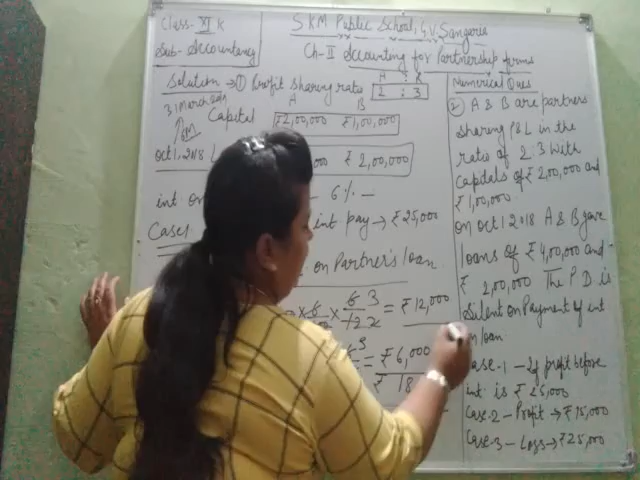 Class - XI K
SKM Public School, G.V. Sangaria
Sub- Accountancy
Ch-II Accounting for Partnership firms
Solution → ① Profit sharing ratio
A B
2 : 3
31 March
6M
A B
Capital ₹2,00,000 ₹1,00,000
Oct 1, 2018 ₹ 2,00,000
int on 6% -
Case 1 int pay → ₹25,000
on Partner's loan.
= ₹12,000
= ₹6,000
₹ 18
Numerical Ques
② A & B are partners
sharing P&L in the
ratio of 2:3 with
capitals of ₹ 2,00,000 and
₹1,00,000
on Oct 1 2018 A & B gave
loans of ₹ 4,00,000 and
₹ 2,00,000 The P D is
Silent on Payment of int
on loan
Case - 1 - If profit before
int is ₹25,000
Case-2 - Profit → ₹15,000
Case-3 - Loss → ₹25,000